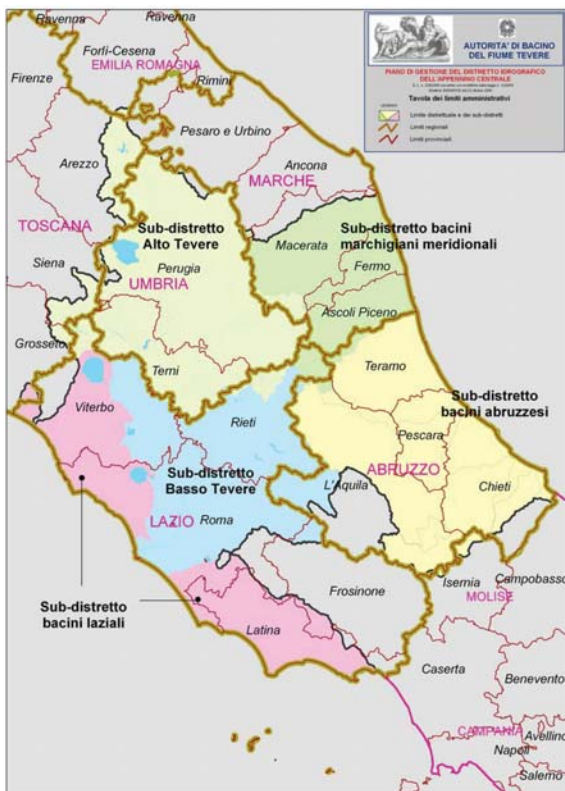 AUTORITA' DI BACINO
DEL FIUME TEVERE
PIANO DI GESTIONE DEL DISTRETTO IDROGRAFICO
DELL'APPENNINO CENTRALE
Tavola dei limiti amministrativi
Limite distrettuale e dei sub-distretti
Limiti regionali
Limiti provinciali
Ravenna
Ravenna
Forlì-Cesena
EMILIA ROMAGNA
Firenze
Rimini
Pesaro e Urbino
Arezzo
Ancona
MARCHE
TOSCANA
Sub-distretto
Alto Tevere
Sub-distretto bacini
marchigiani meridionali
Macerata
Siena
Perugia
Fermo
UMBRIA
Ascoli Piceno
Grosseto
Terni
Teramo
Viterbo
Rieti
Sub-distretto
bacini abruzzesi
Pescara
Sub-distretto
Basso Tevere
ABRUZZO
L'Aquila
Chieti
LAZIO
Roma
Frosinone
Isernia
Campobasso
MOLISE
Sub-distretto
bacini laziali
Latina
Caserta
Benevento
CAMPANIA
Avellino
Napoli
Salerno